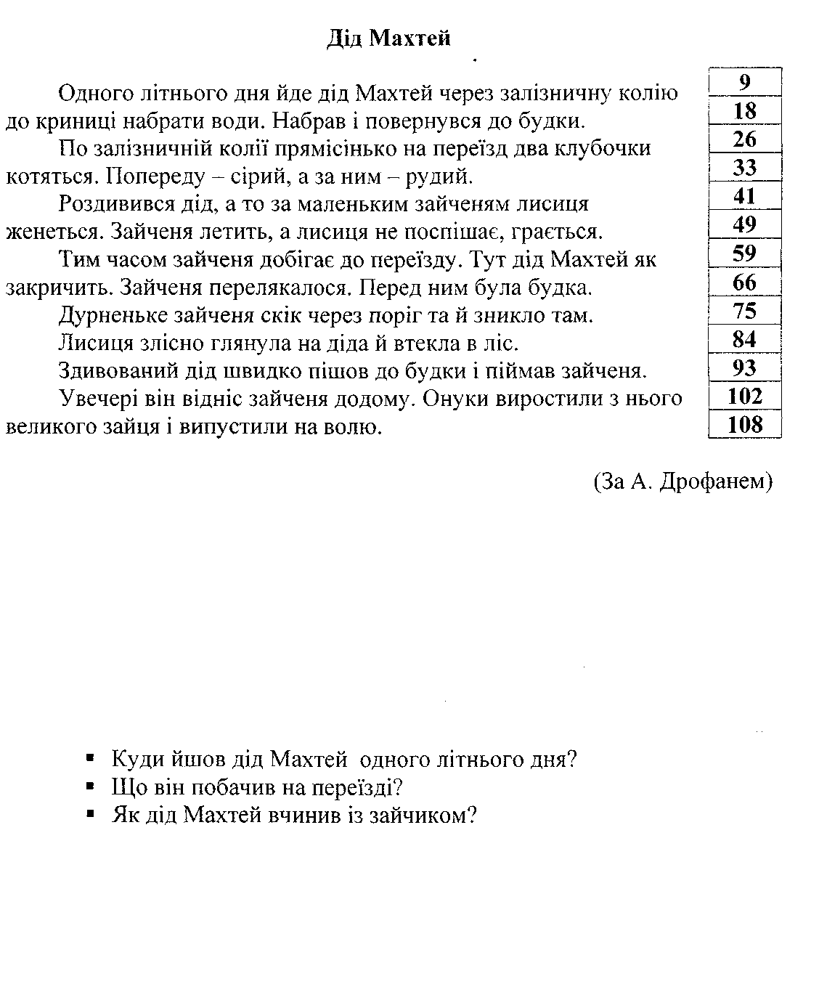 Дід Махтей
Одного літнього дня йде дід Махтей через залізничну колію 9
до криниці набрати води. Набрав і повернувся до будки. 18
По залізничній колії прямісінько на переїзд два клубочки 26
котяться. Попереду – сірий, а за ним – рудий. 33
Роздивився дід, а то за маленьким зайченям лисиця 41
женеться. Зайченя летить, а лисиця не поспішає, грається. 49
Тим часом зайченя добігає до переїзду. Тут дід Махтей як 59
закричить. Зайченя перелякалося. Перед ним була будка. 66
Дурненьке зайченя скік через поріг та й зникло там. 75
Лисиця злісно глянула на діда й втекла в ліс. 84
Здивований дід швидко пішов до будки і піймав зайченя. 93
Увечері він відніс зайченя додому. Онуки виростили з нього 102
великого зайця і випустили на волю. 108
(За А. Дрофанем)
▪ Куди йшов дід Махтей одного літнього дня?
▪ Що він побачив на переїзді?
▪ Як дід Махтей вчинив із зайчиком?